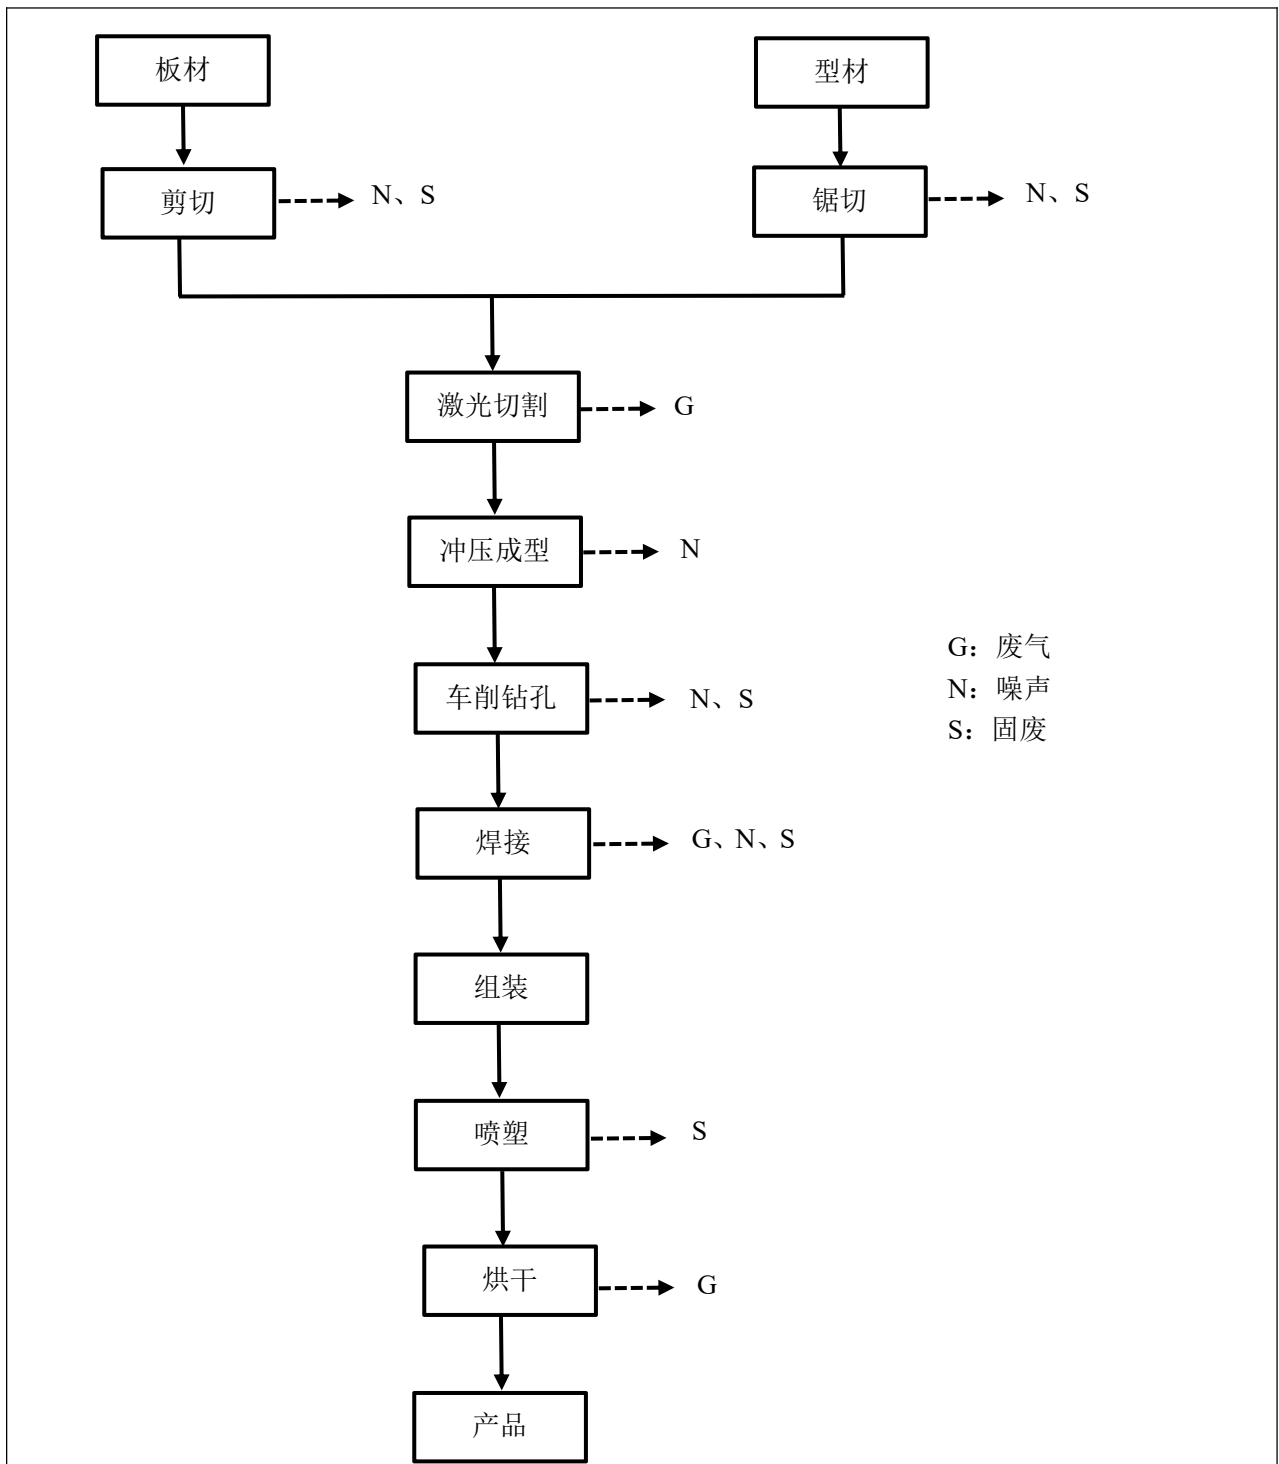 板材
型材
剪切
N、S
锯切
N、S
激光切割
G
冲压成型
N
车削钻孔
N、S
G：废气
N：噪声
S：固废
焊接
G、N、S
组装
喷塑
S
烘干
G
产品